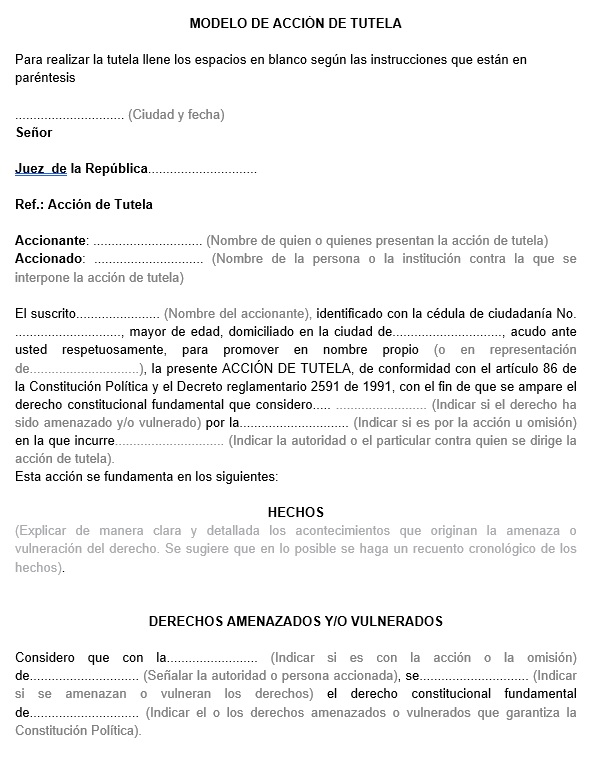 MODELO DE ACCIÓN DE TUTELA
Para realizar la tutela llene los espacios en blanco según las instrucciones que están en
paréntesis
.............................. (Ciudad y fecha)
Señor
Juez de la República..............................
Ref.: Acción de Tutela
Accionante: .............................. (Nombre de quien o quienes presentan la acción de tutela)
Accionado: .............................. (Nombre de la persona o la institución contra la que se
interpone la acción de tutela)
El suscrito....................... (Nombre del accionante), identificado con la cédula de ciudadanía No.
............................., mayor de edad, domiciliado en la ciudad de.............................., acudo ante
usted respetuosamente, para promover en nombre propio (o en representación
de..............................), la presente ACCIÓN DE TUTELA, de conformidad con el artículo 86 de
la Constitución Política y el Decreto reglamentario 2591 de 1991, con el fin de que se ampare el
derecho constitucional fundamental que considero..... ......................... (Indicar si el derecho ha
sido amenazado y/o vulnerado) por la.............................. (Indicar si es por la acción u omisión)
en la que incurre.............................. (Indicar la autoridad o el particular contra quien se dirige la
acción de tutela).
Esta acción se fundamenta en los siguientes:
HECHOS
(Explicar de manera clara y detallada los acontecimientos que originan la amenaza o
vulneración del derecho. Se sugiere que en lo posible se haga un recuento cronológico de los
hechos).
DERECHOS AMENAZADOS Y/O VULNERADOS
Considero que con la......................... (Indicar si es con la acción o la omisión)
de.............................. (Señalar la autoridad o persona accionada), se.............................. (Indicar
si se amenazan o vulneran los derechos) el derecho constitucional fundamental
de.............................. (Indicar el o los derechos amenazados o vulnerados que garantiza la
Constitución Política).